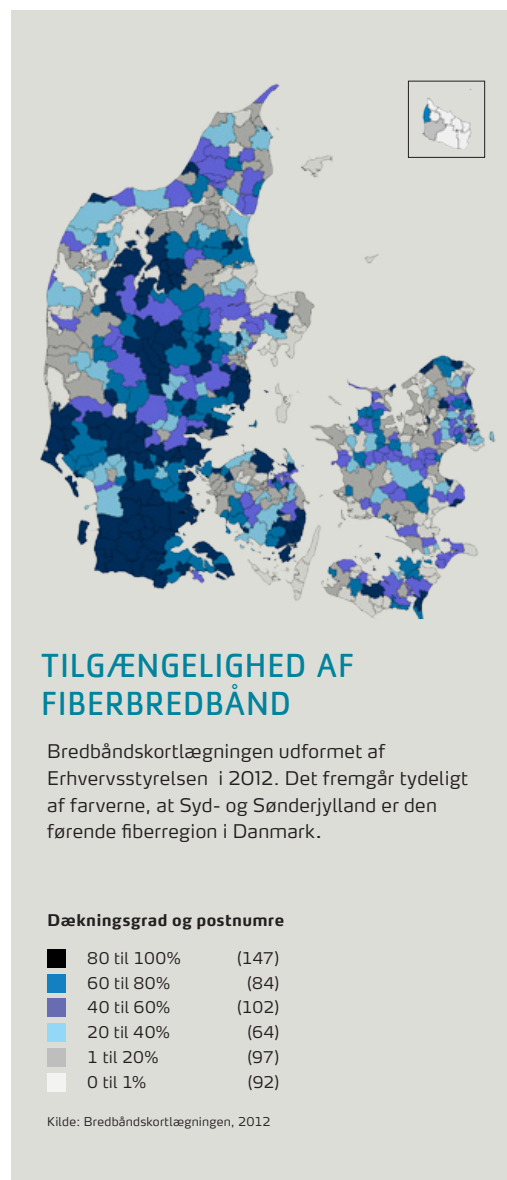 TILGÆNGELIGHED AF
FIBERBREDBÅND
Bredbåndskortlægningen udformet af
Erhvervsstyrelsen i 2012. Det fremgår tydeligt
af farverne, at Syd- og Sønderjylland er den
førende fiberregion i Danmark.
Dækningsgrad og postnumre
80 til 100% (147)
60 til 80% (84)
40 til 60% (102)
20 til 40% (64)
1 til 20% (97)
0 til 1% (92)
Kilde: Bredbåndskortlægningen, 2012